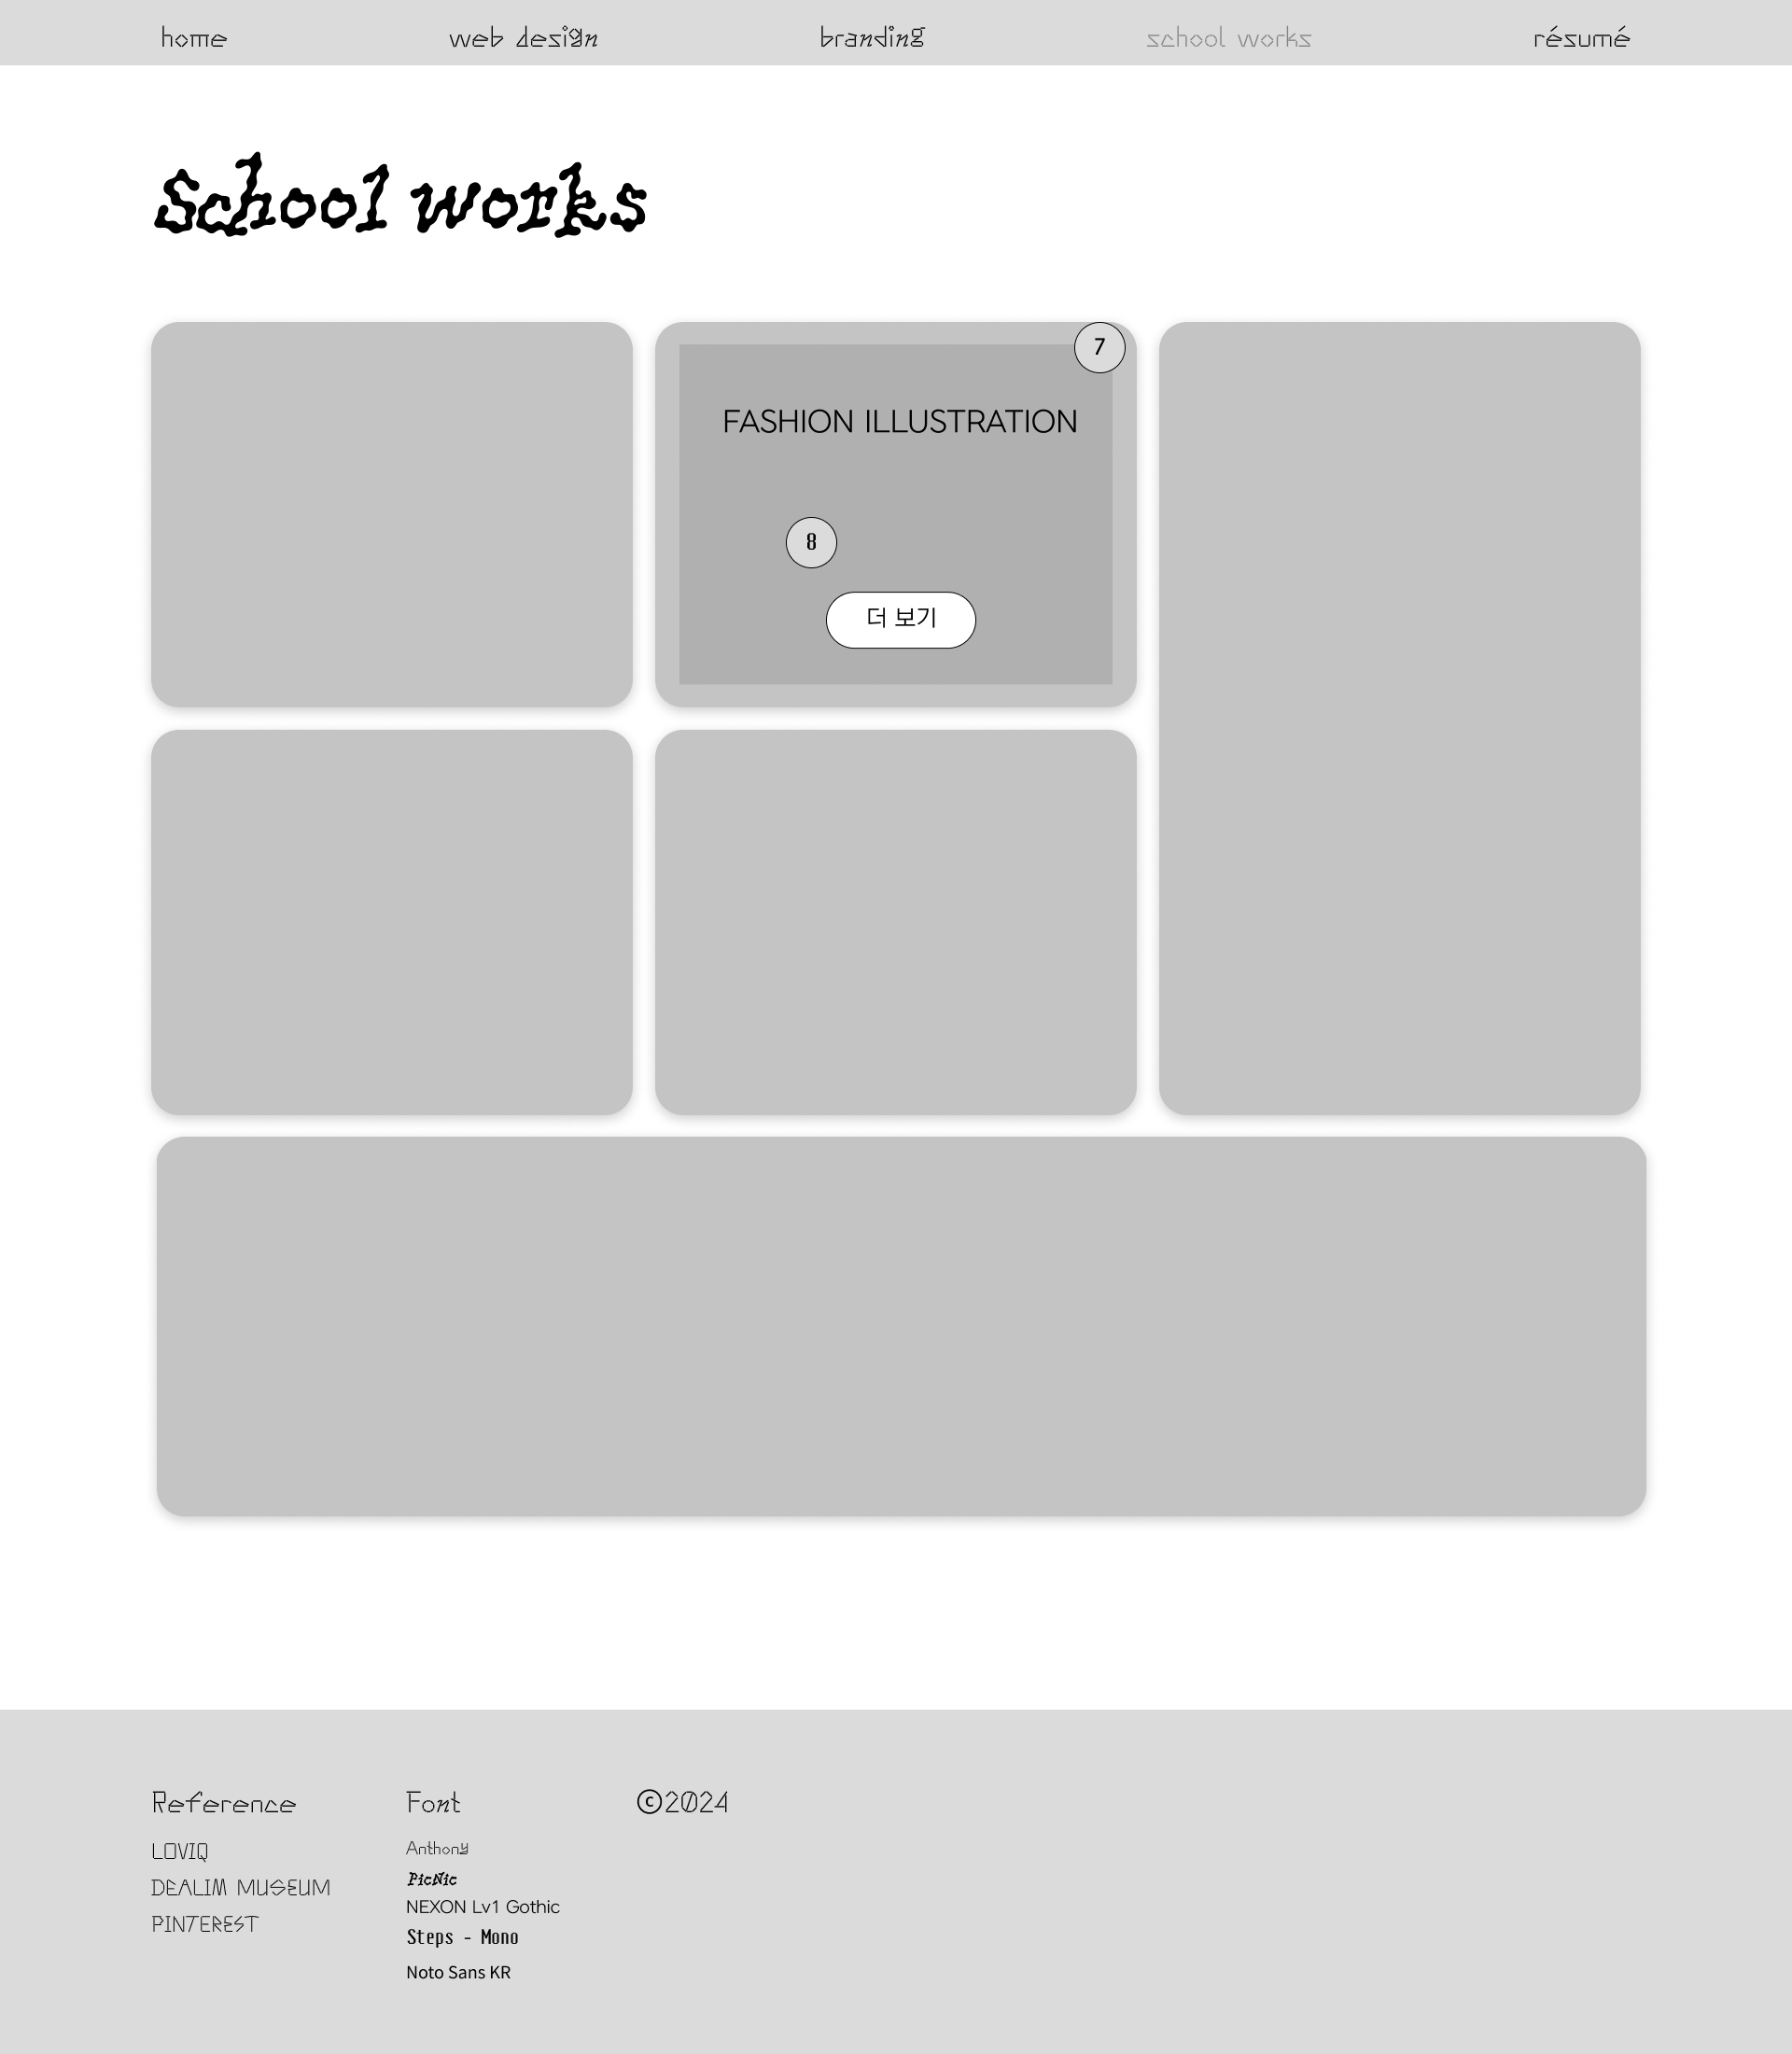 home web design branding school works résumé
School works
7
FASHION ILLUSTRATION
8
더 보기
Reference
LOVIQ
DEALIM MUSEUM
PINTEREST
Font
Anthony
PicNic
NEXON Lv1 Gothic
Steps - Mono
Noto Sans KR
©2024